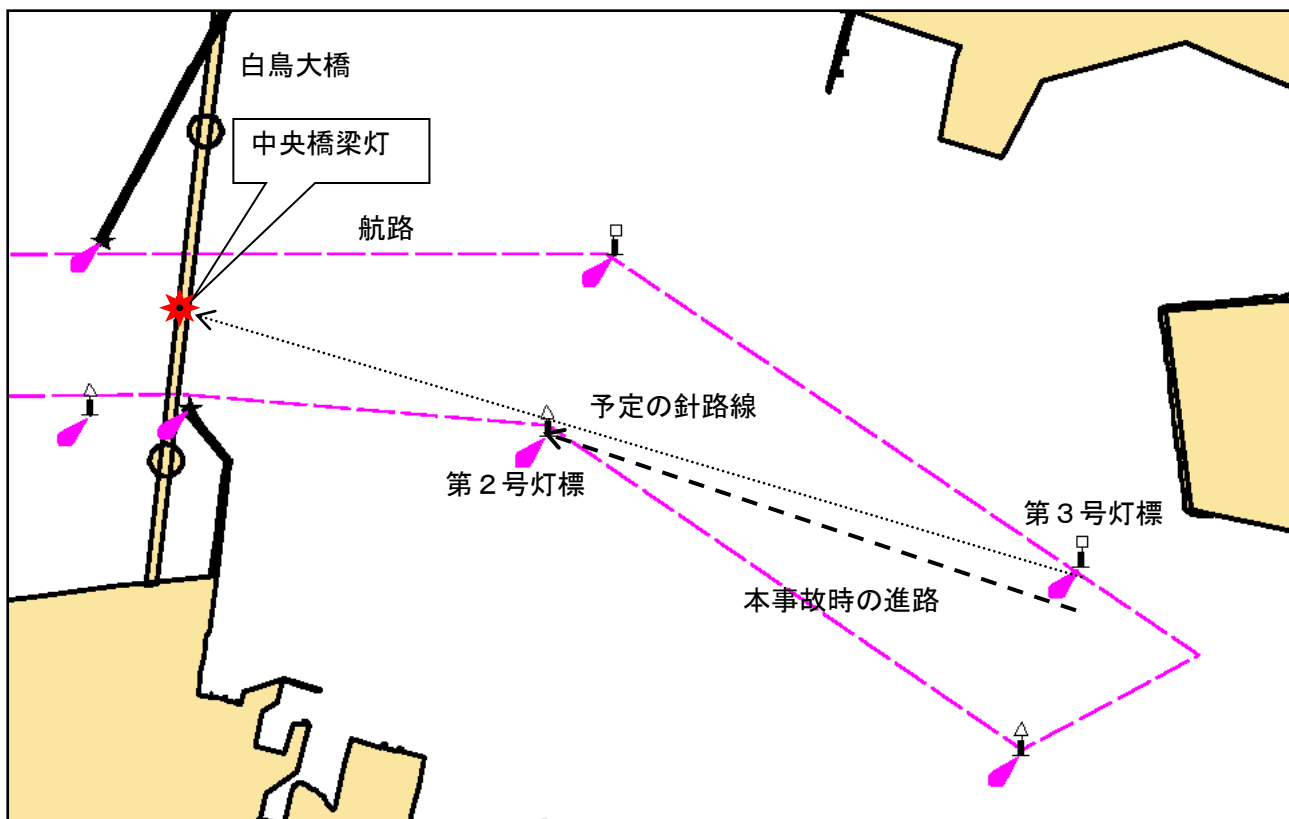 白鳥大橋
中央橋梁灯
航路
予定の針路線
第２号灯標
第３号灯標
本事故時の進路